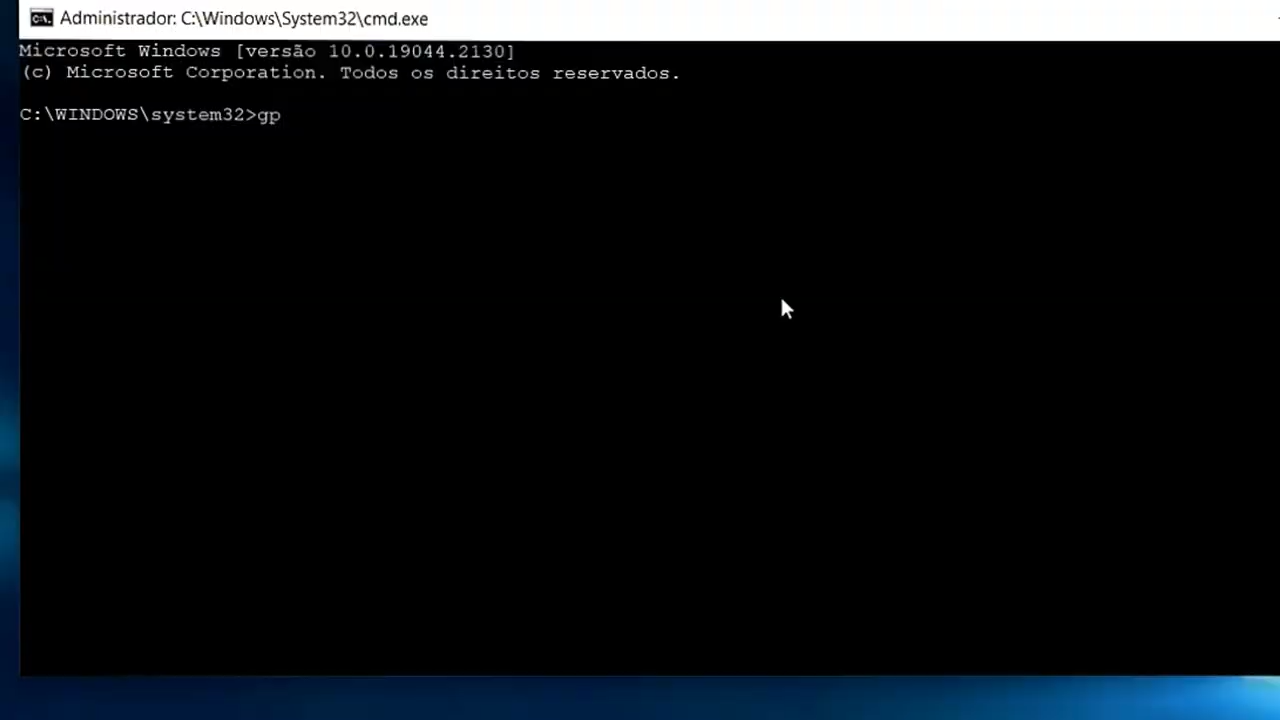 Administrador: C:\Windows\System32\cmd.exe
Microsoft Windows [versão 10.0.19044.2130]
(c) Microsoft Corporation. Todos os direitos reservados.
C:\WINDOWS\system32>gp